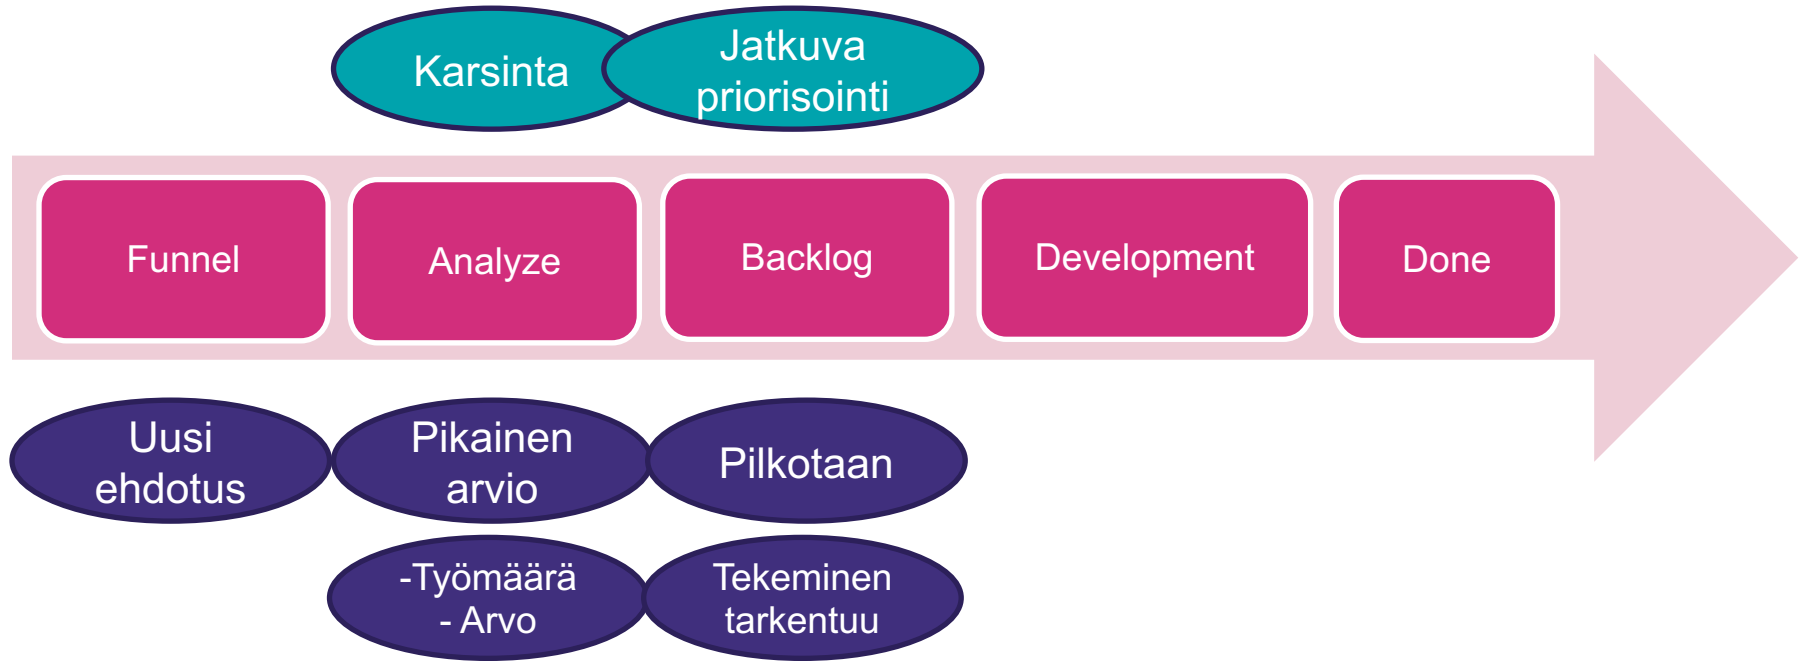 Karsinta
Jatkuva
priorisointi
Funnel
Analyze
Backlog
Development
Done
Uusi
ehdotus
Pikainen
arvio
Pilkotaan
-Työmäärä
- Arvo
Tekeminen
tarkentuu